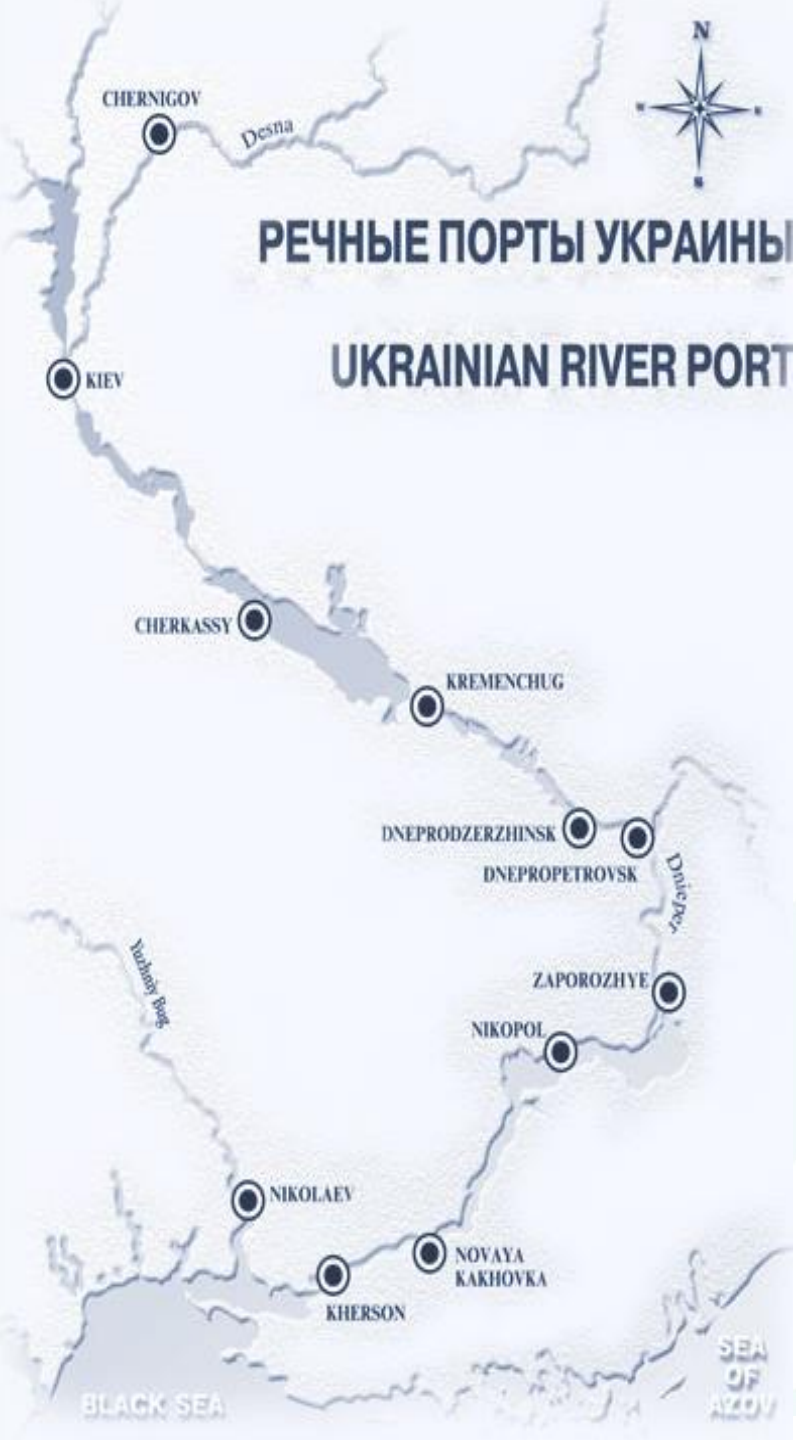 N
CHERNIGOV
Desna
S
РЕЧНЫЕ ПОРТЫ УКРАИНЫ
UKRAINIAN RIVER PORT
KIEV
CHERKASSY
KREMENCHUG
DNEPRODZERZHINSK
DNEPROPETROVSK
Dnieper
Yuzhniy Bug
ZAPOROZHYE
NIKOPOL
NIKOLAEV
NOVAYA
KAKHOVKA
KHERSON
SEA
OF
AZOV
BLACK SEA